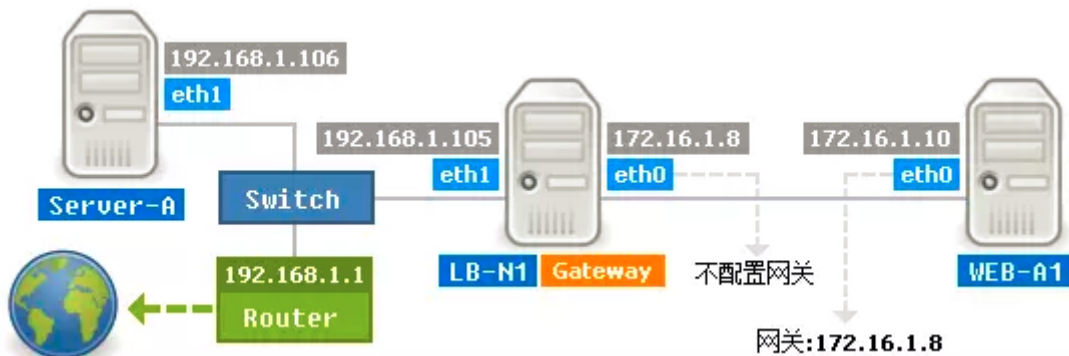 192.168.1.106
eth1
Server-A
Switch
192.168.1.1
Router
192.168.1.105
eth1
172.16.1.8
eth0
LB-N1
Gateway
不配置网关
172.16.1.10
eth0
WEB-A1
网关:172.16.1.8